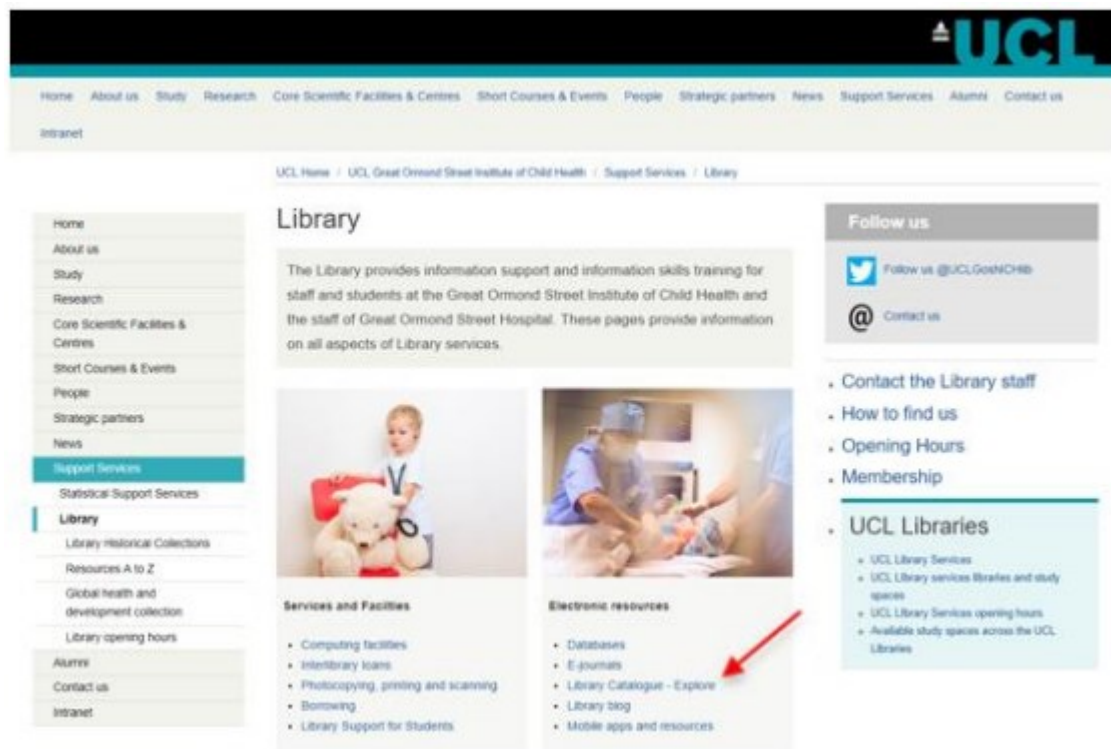 UCL
Home About us Study Research Core Scientific Facilities & Centres Short Courses & Events People Strategic partners News Support Services Alumni Contact us
Intranet
UCL Home / UCL Great Ormond Street Institute of Child Health / Support Services / Library
Home
About us
Study
Research
Core Scientific Facilities &
Centres
Short Courses & Events
People
Strategic partners
News
Support Services
Statistical Support Services
Library
Library Historical Collections
Resources A to Z
Global health and
development collection
Library opening hours
Alumni
Contact us
Intranet
Library
The Library provides information support and information skills training for
staff and students at the Great Ormond Street Institute of Child Health and
the staff of Great Ormond Street Hospital. These pages provide information
on all aspects of Library services.
Services and Facilities
• Computing facilities
• Interlibrary loans
• Photocopying, printing and scanning
• Borrowing
• Library Support for Students
Electronic resources
• Databases
• E-journals
• Library Catalogue - Explore
• Library blog
• Mobile apps and resources
Follow us
Follow us @UCLGosNCHlib
@ Contact us
• Contact the Library staff
• How to find us
• Opening Hours
• Membership
• UCL Libraries
UCL Library Services
UCL Library services libraries and study
spaces
UCL Library Services opening hours
Available study spaces across the UCL
Libraries